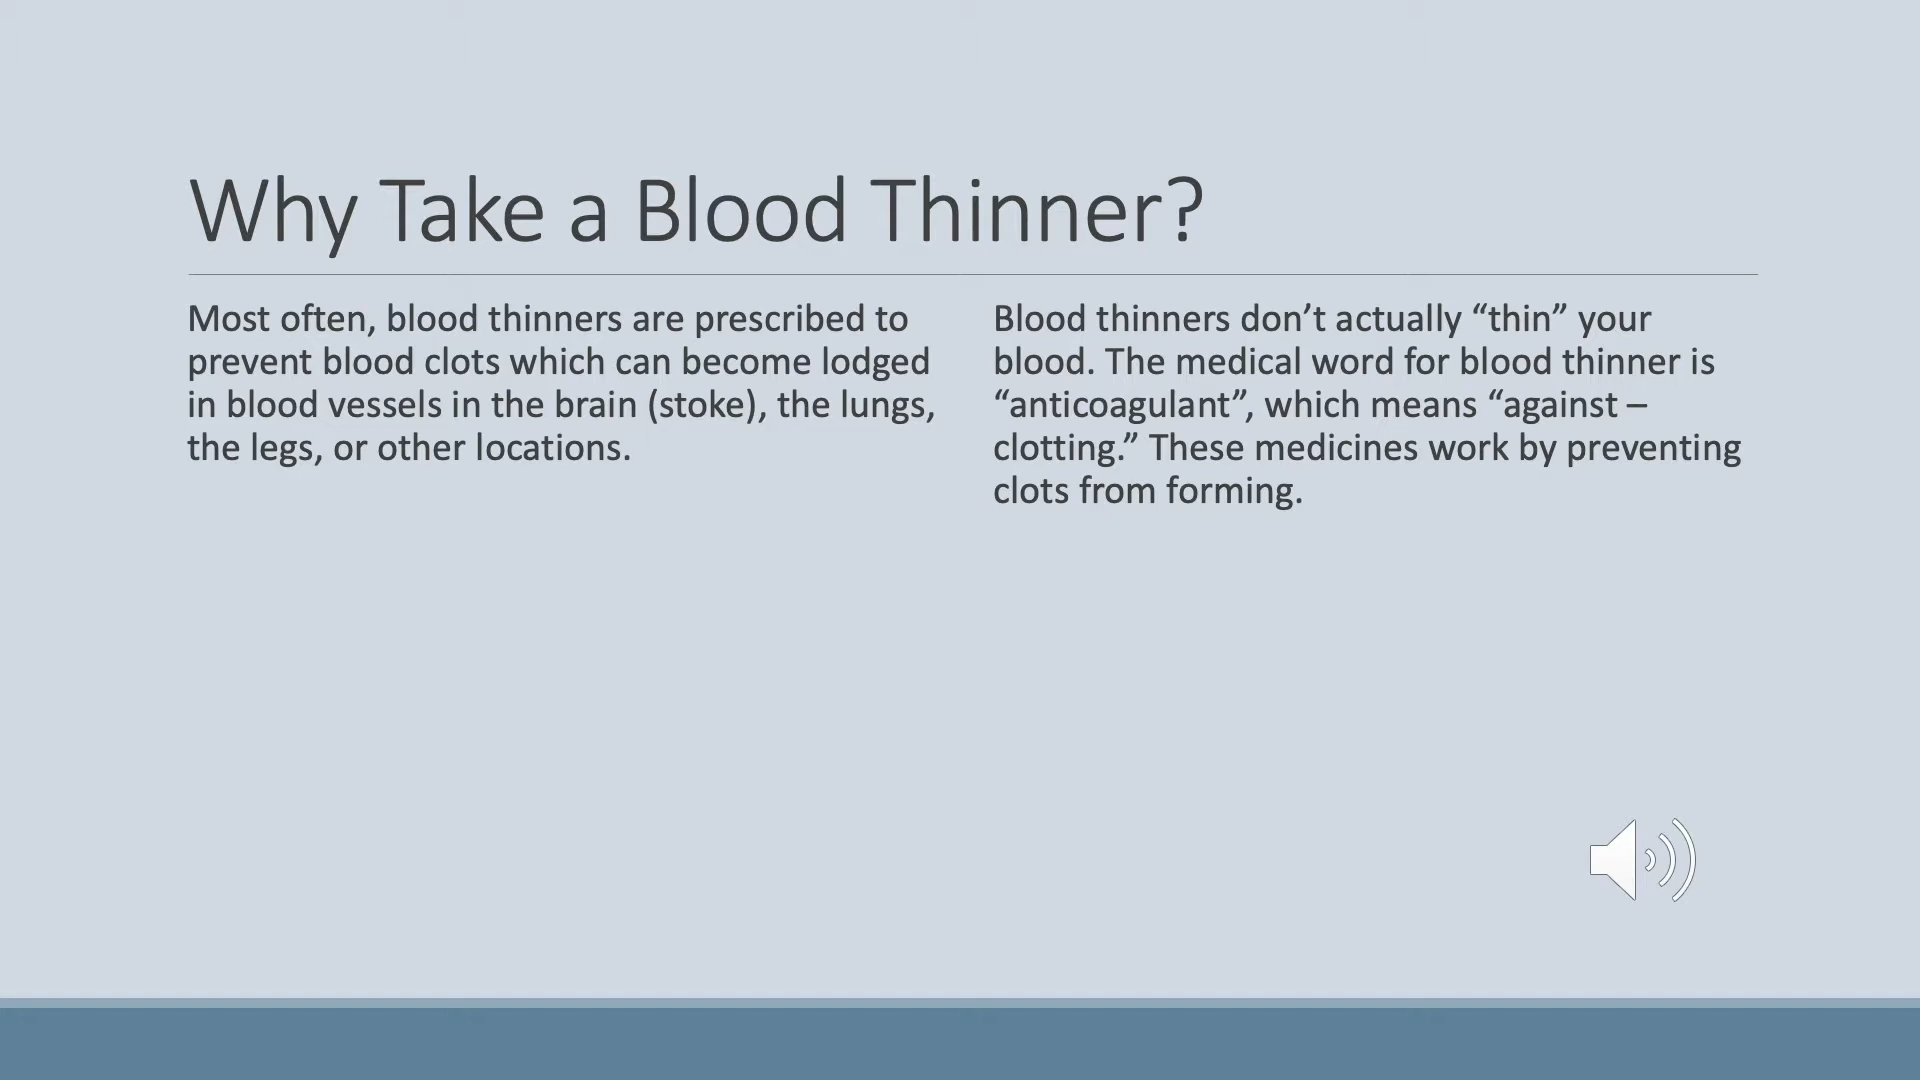 Why Take a Blood Thinner?
Most often, blood thinners are prescribed to
prevent blood clots which can become lodged
in blood vessels in the brain (stoke), the lungs,
the legs, or other locations.
Blood thinners don’t actually “thin” your
blood. The medical word for blood thinner is
“anticoagulant”, which means “against –
clotting.” These medicines work by preventing
clots from forming.